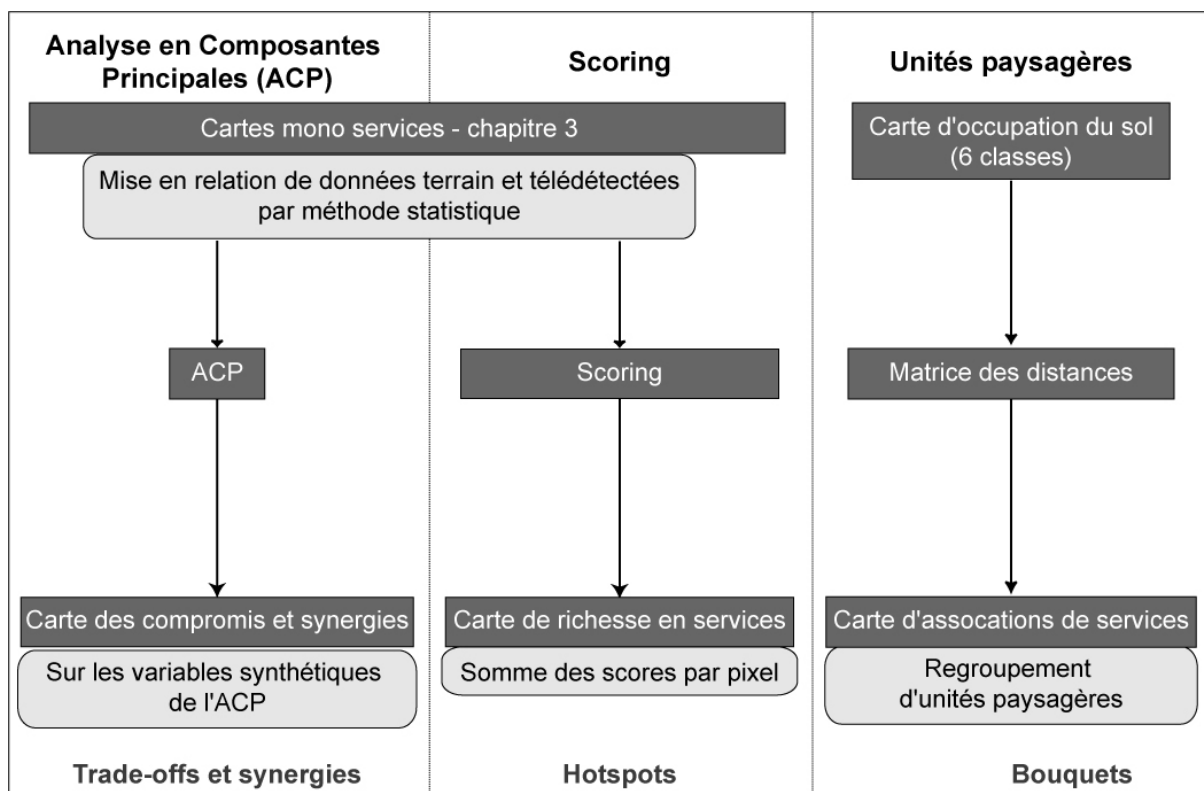 Analyse en Composantes
Principales (ACP)
Scoring
Unités paysagères
Cartes mono services - chapitre 3
Mise en relation de données terrain et télédétectées
par méthode statistique
Carte d'occupation du sol
(6 classes)
ACP
Scoring
Matrice des distances
Carte des compromis et synergies
Sur les variables synthétiques
de l'ACP
Carte de richesse en services
Somme des scores par pixel
Carte d'assocations de services
Regroupement
d'unités paysagères
Trade-offs et synergies
Hotspots
Bouquets